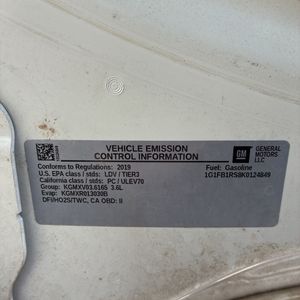 VEHICLE EMISSION
CONTROL INFORMATION
GM
GENERAL
MOTORS
LLC
Conforms to Regulations: 2019
Fuel: Gasoline
U.S. EPA class / stds: LDV / TIER3
1G1FB1RS8K0124849
California class / stds: PC / ULEV70
Group: KGMXV03.6165 3.6L
Evap: KGMXR013030B
DFI/HO2S/TWC, CA OBD: II